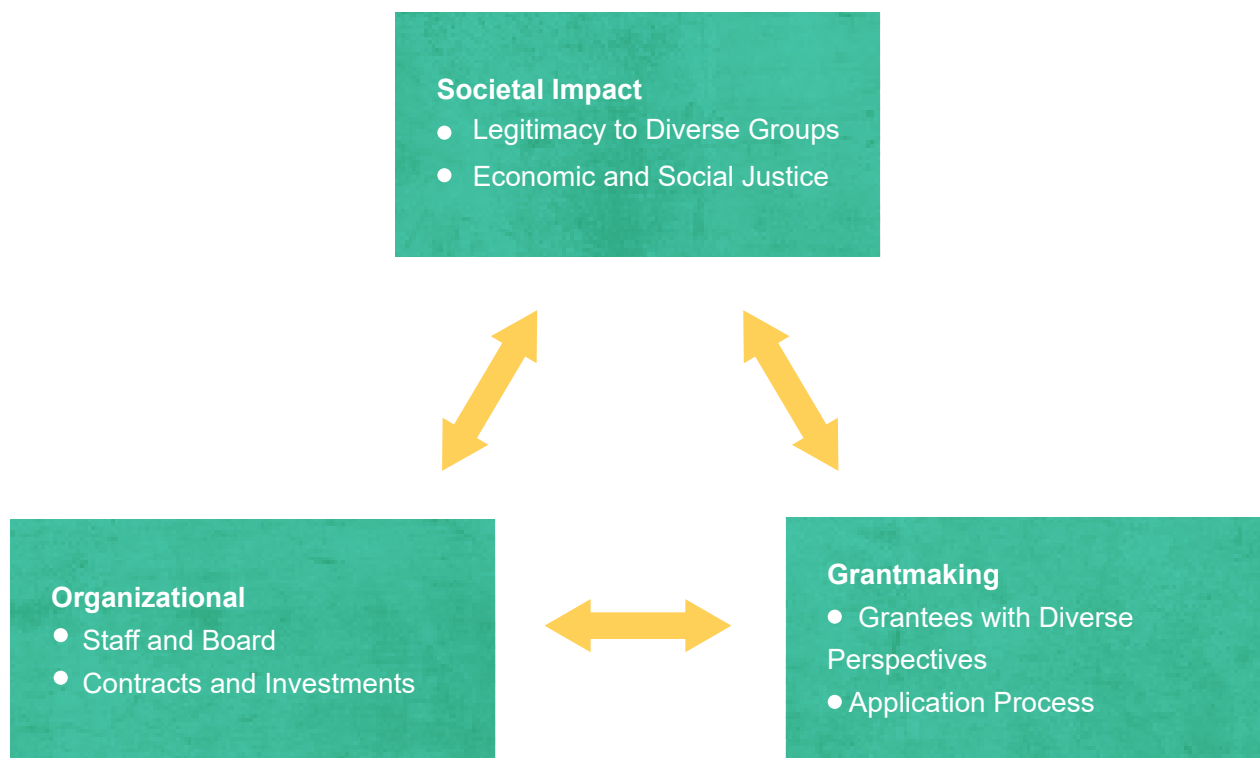 Societal Impact
● Legitimacy to Diverse Groups
● Economic and Social Justice
Organizational
● Staff and Board
● Contracts and Investments
Grantmaking
● Grantees with Diverse
Perspectives
● Application Process